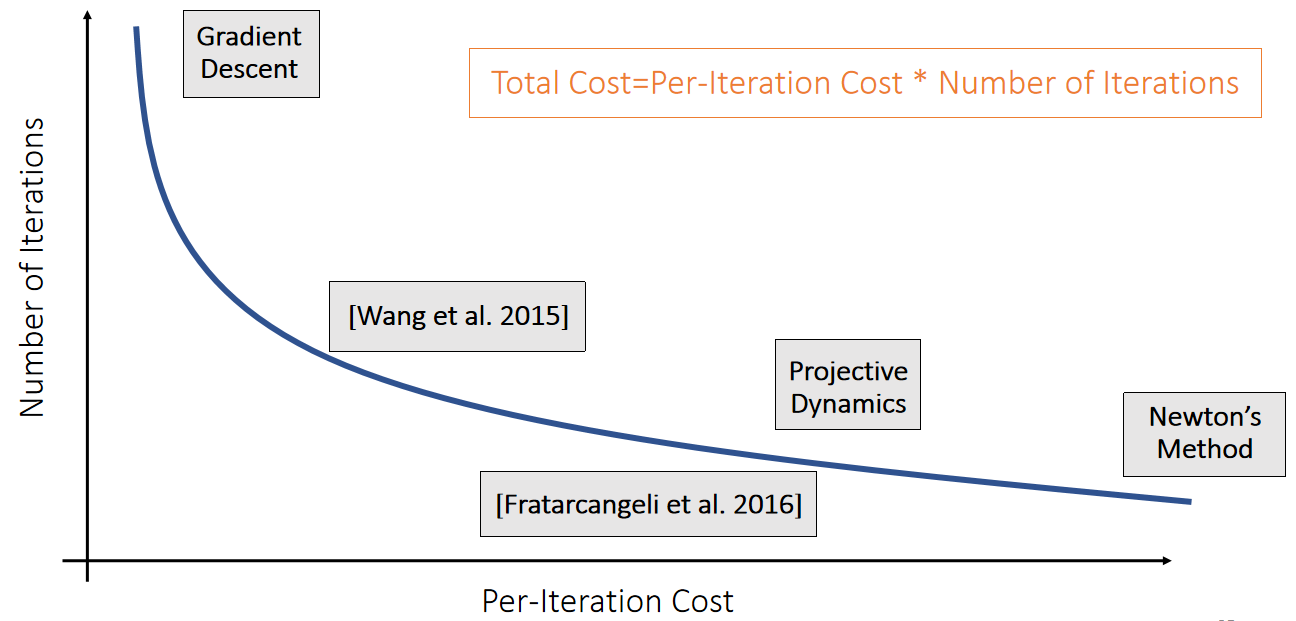 Gradient
Descent
Total Cost=Per-Iteration Cost * Number of Iterations
Number of Iterations
[Wang et al. 2015]
Projective
Dynamics
Newton’s
Method
[Fratarcangeli et al. 2016]
Per-Iteration Cost